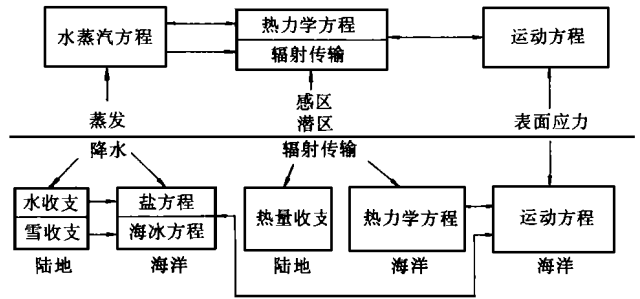 水蒸汽方程
热力学方程
辐射传输
运动方程
蒸发
感区
潜区
表面应力
降水
辐射传输
水收支
雪收支
盐方程
海冰方程
热量收支
热力学方程
运动方程
陆地
海洋
陆地
海洋
海洋